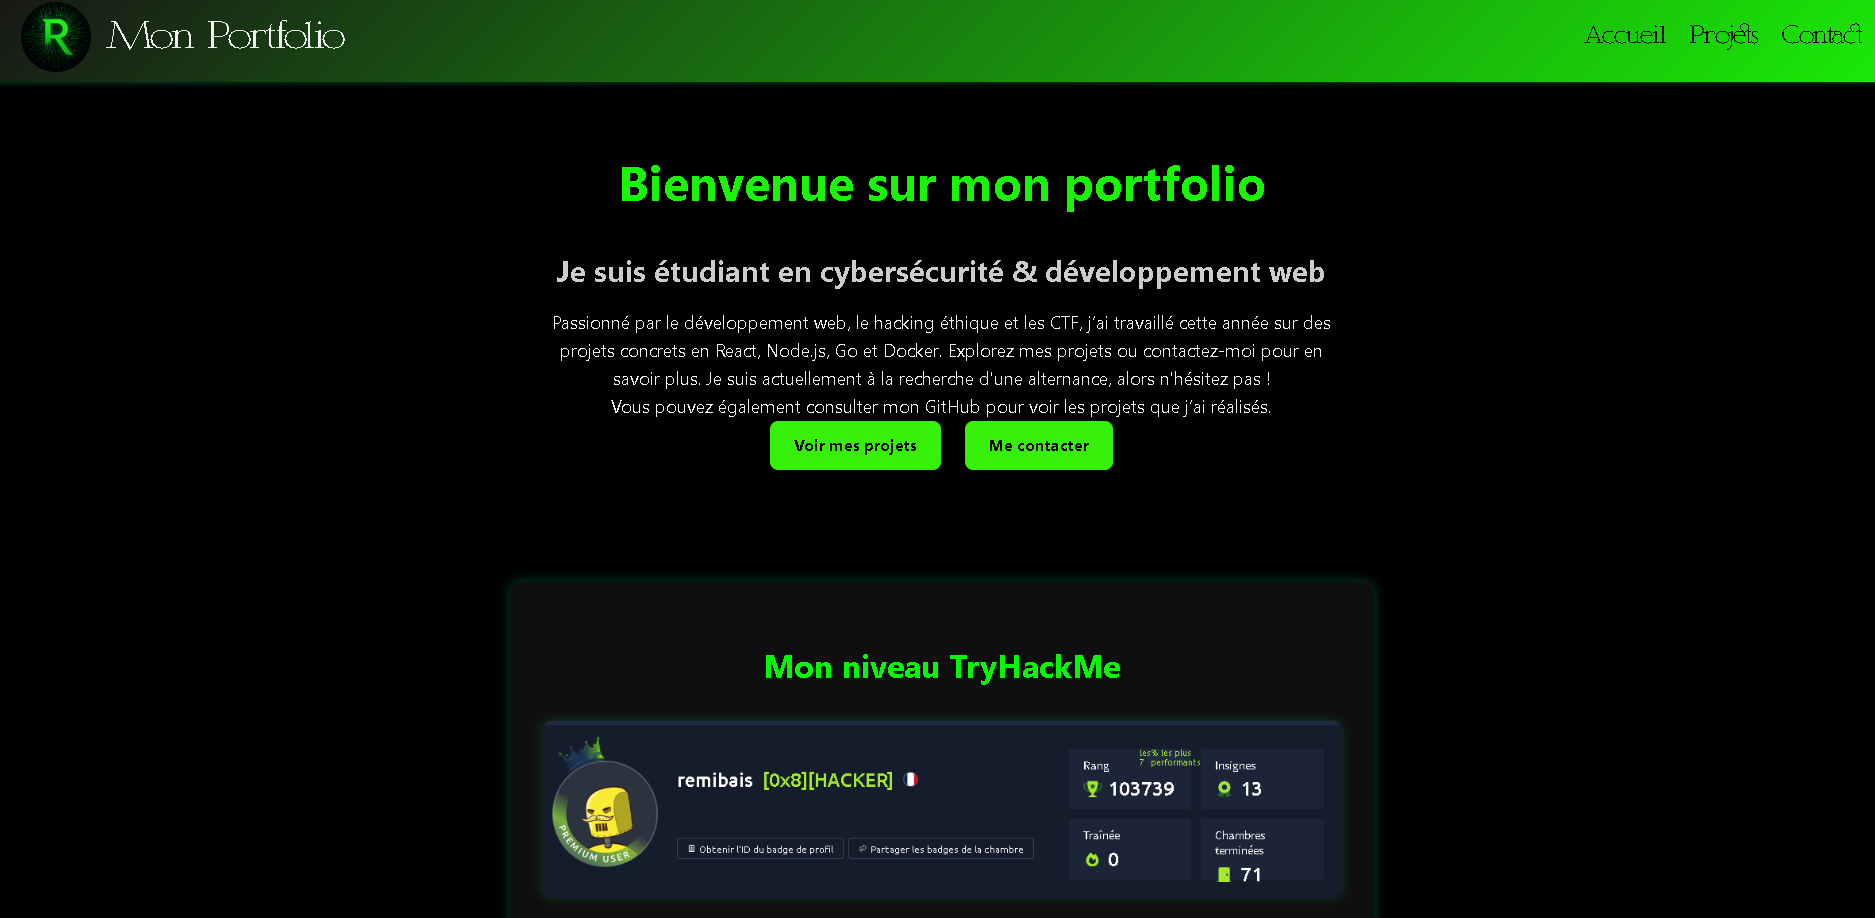 R
Mon Portfolio
Accueil Projets Contact
Bienvenue sur mon portfolio
Je suis étudiant en cybersécurité & développement web
Passionné par le développement web, le hacking éthique et les CTF, j’ai travaillé cette année sur des
projets concrets en React, Node.js, Go et Docker. Explorez mes projets ou contactez-moi pour en
savoir plus. Je suis actuellement à la recherche d'une alternance, alors n'hésitez pas !
Vous pouvez également consulter mon GitHub pour voir les projets que j’ai réalisés.
Voir mes projets
Me contacter
Mon niveau TryHackMe
PREMIUM USER
remibais [0x8][HACKER]
Obtenir l'ID du badge de profil
Partager les badges de la chambre
Rang
les% les plus
7 performants
103739
Insignes
13
Traînée
0
Chambres
terminées
71